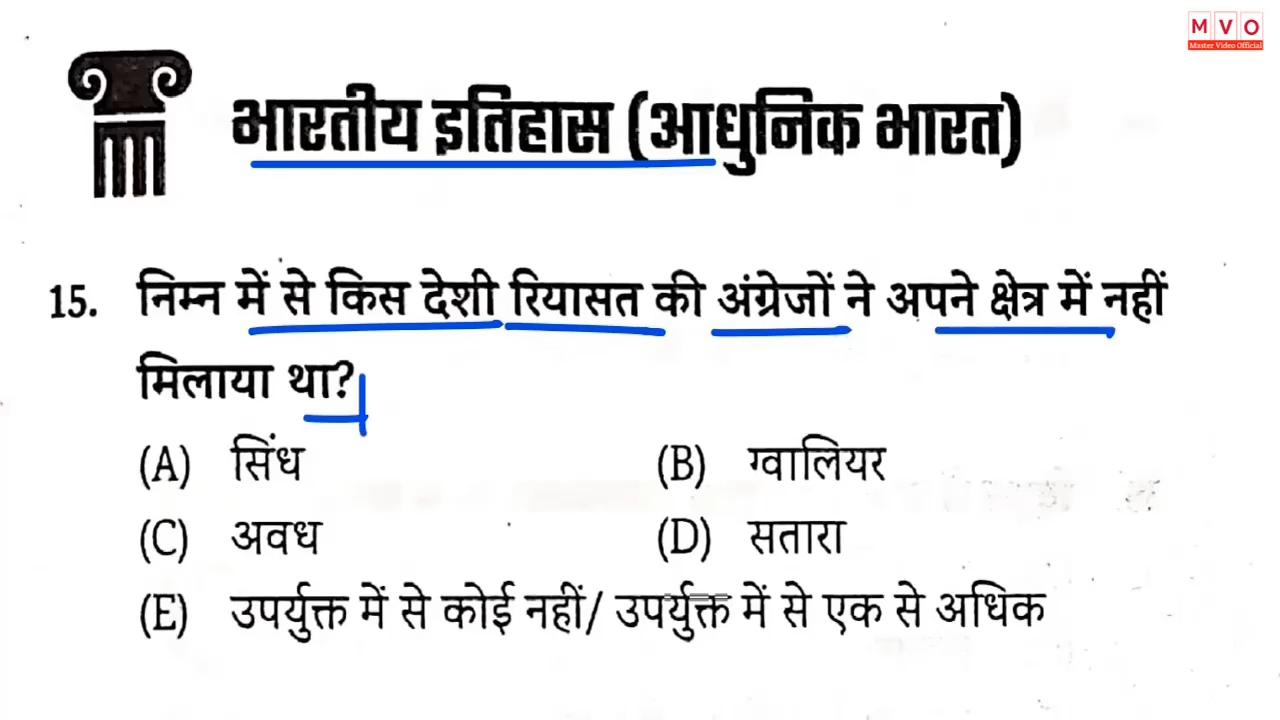 MVO
Master Video Official
भारतीय इतिहास (आधुनिक भारत)
15. निम्न में से किस देशी रियासत की अंग्रेजों ने अपने क्षेत्र में नहीं
मिलाया था?
(A) सिंध (B) ग्वालियर
(C) अवध (D) सतारा
(E) उपर्युक्त में से कोई नहीं/ उपर्युक्त में से एक से अधिक